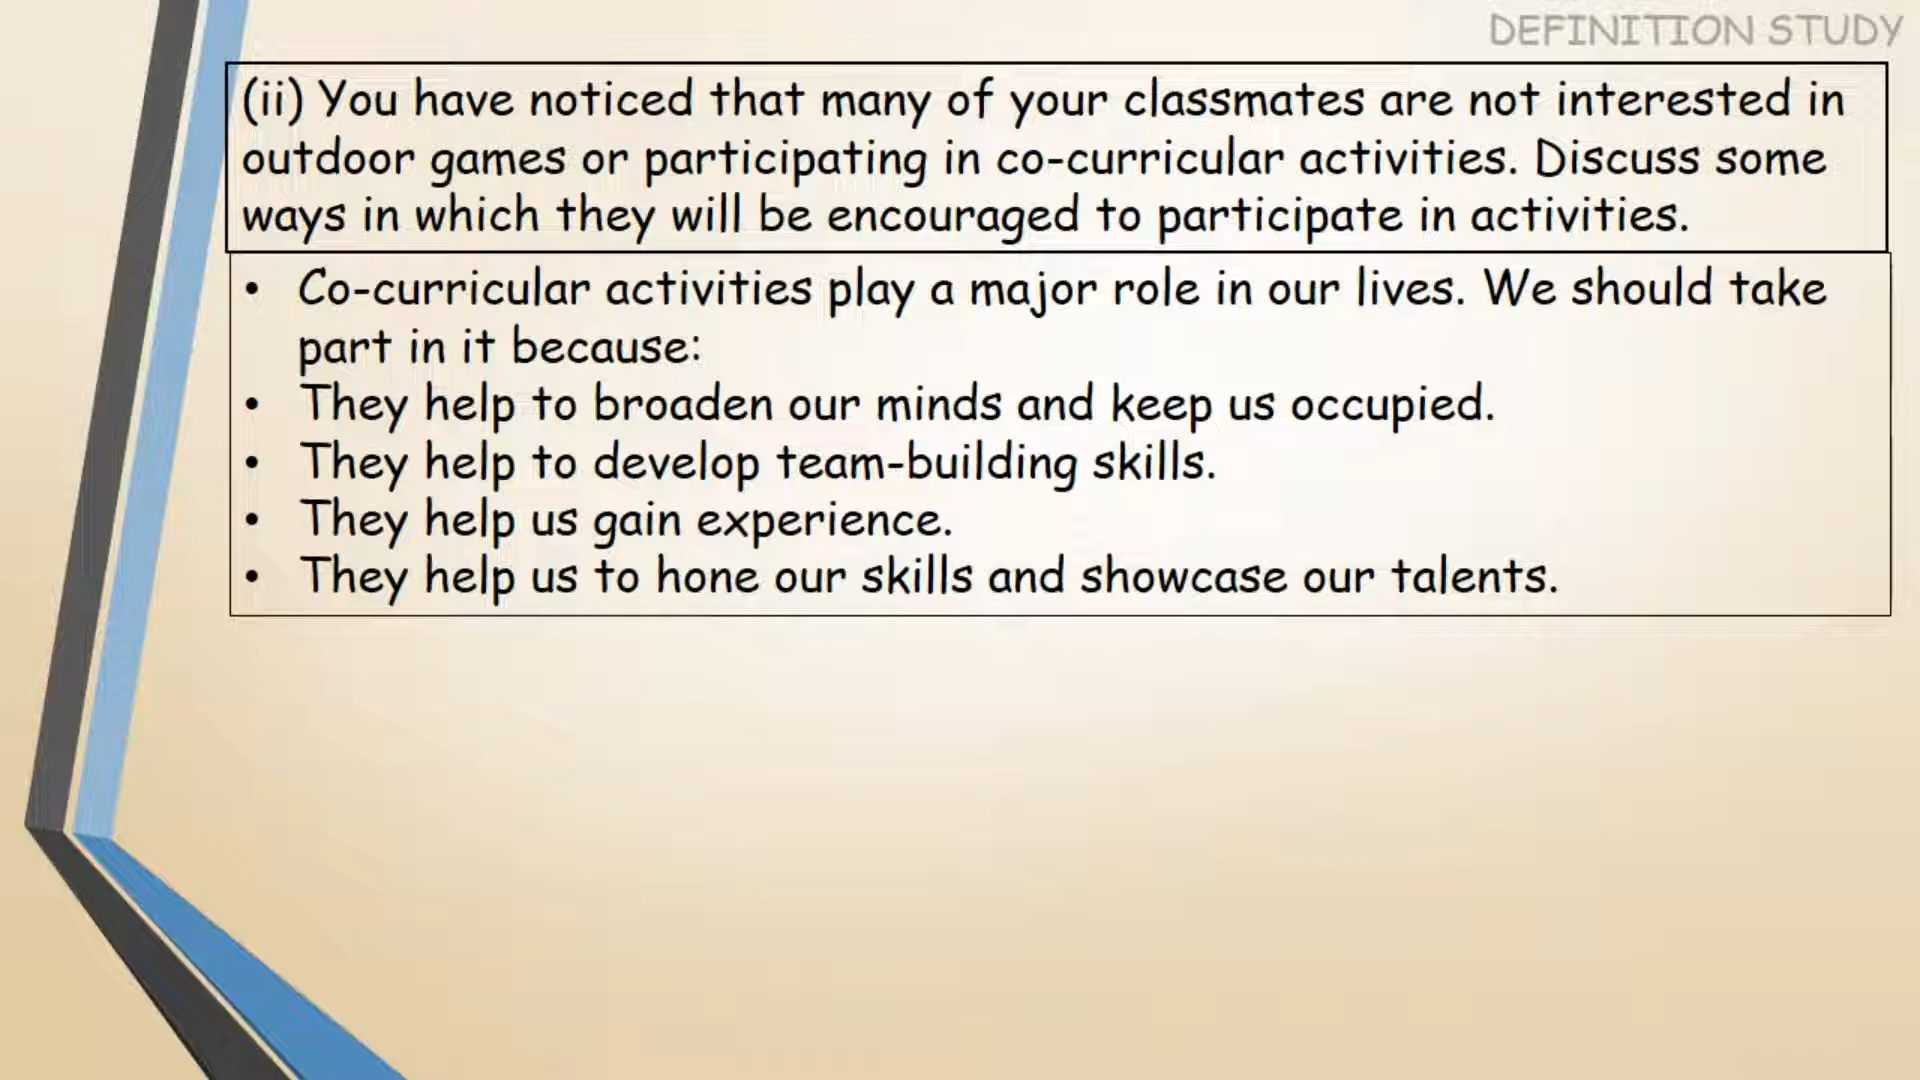 DEFINITION STUDY
(ii) You have noticed that many of your classmates are not interested in
outdoor games or participating in co-curricular activities. Discuss some
ways in which they will be encouraged to participate in activities.
• Co-curricular activities play a major role in our lives. We should take
part in it because:
• They help to broaden our minds and keep us occupied.
• They help to develop team-building skills.
• They help us gain experience.
• They help us to hone our skills and showcase our talents.